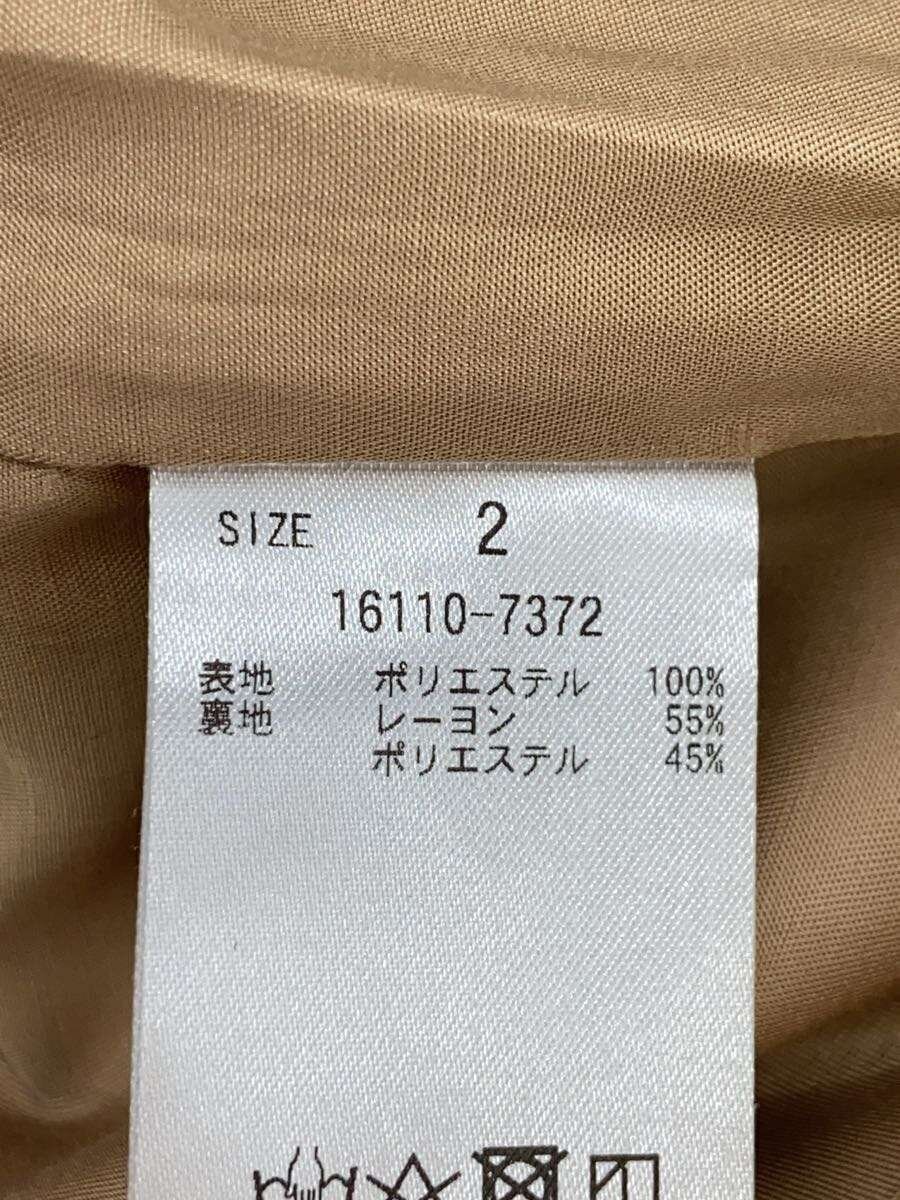 SIZE 2
16110-7372
表地 ポリエステル 100%
裏地 レーヨン 55%
ポリエステル 45%